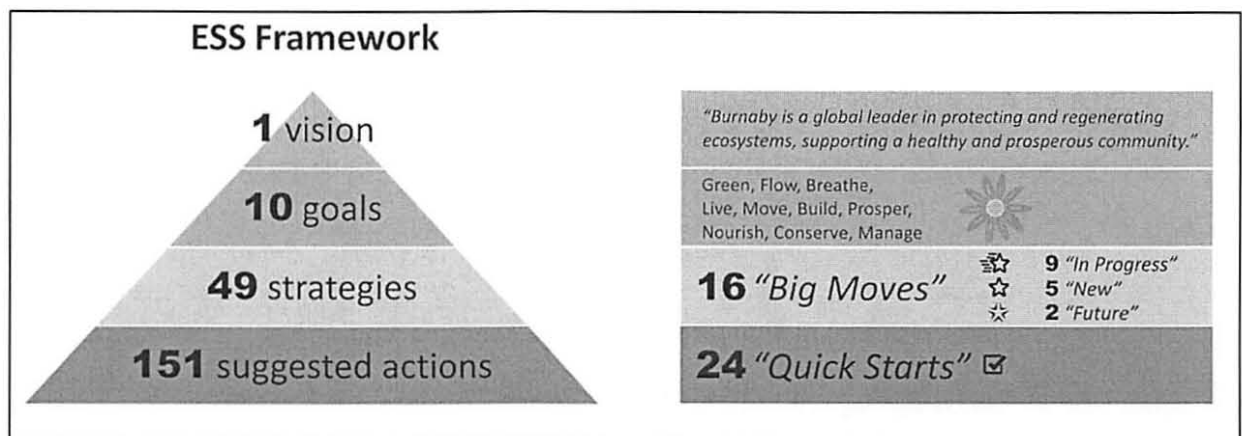 ESS Framework
1 vision
10 goals
49 strategies
151 suggested actions
"Burnaby is a global leader in protecting and regenerating
ecosystems, supporting a healthy and prosperous community."
Green, Flow, Breathe,
Live, Move, Build, Prosper,
Nourish, Conserve, Manage
16 "Big Moves"
9 "In Progress"
5 "New"
2 "Future"
24 "Quick Starts"